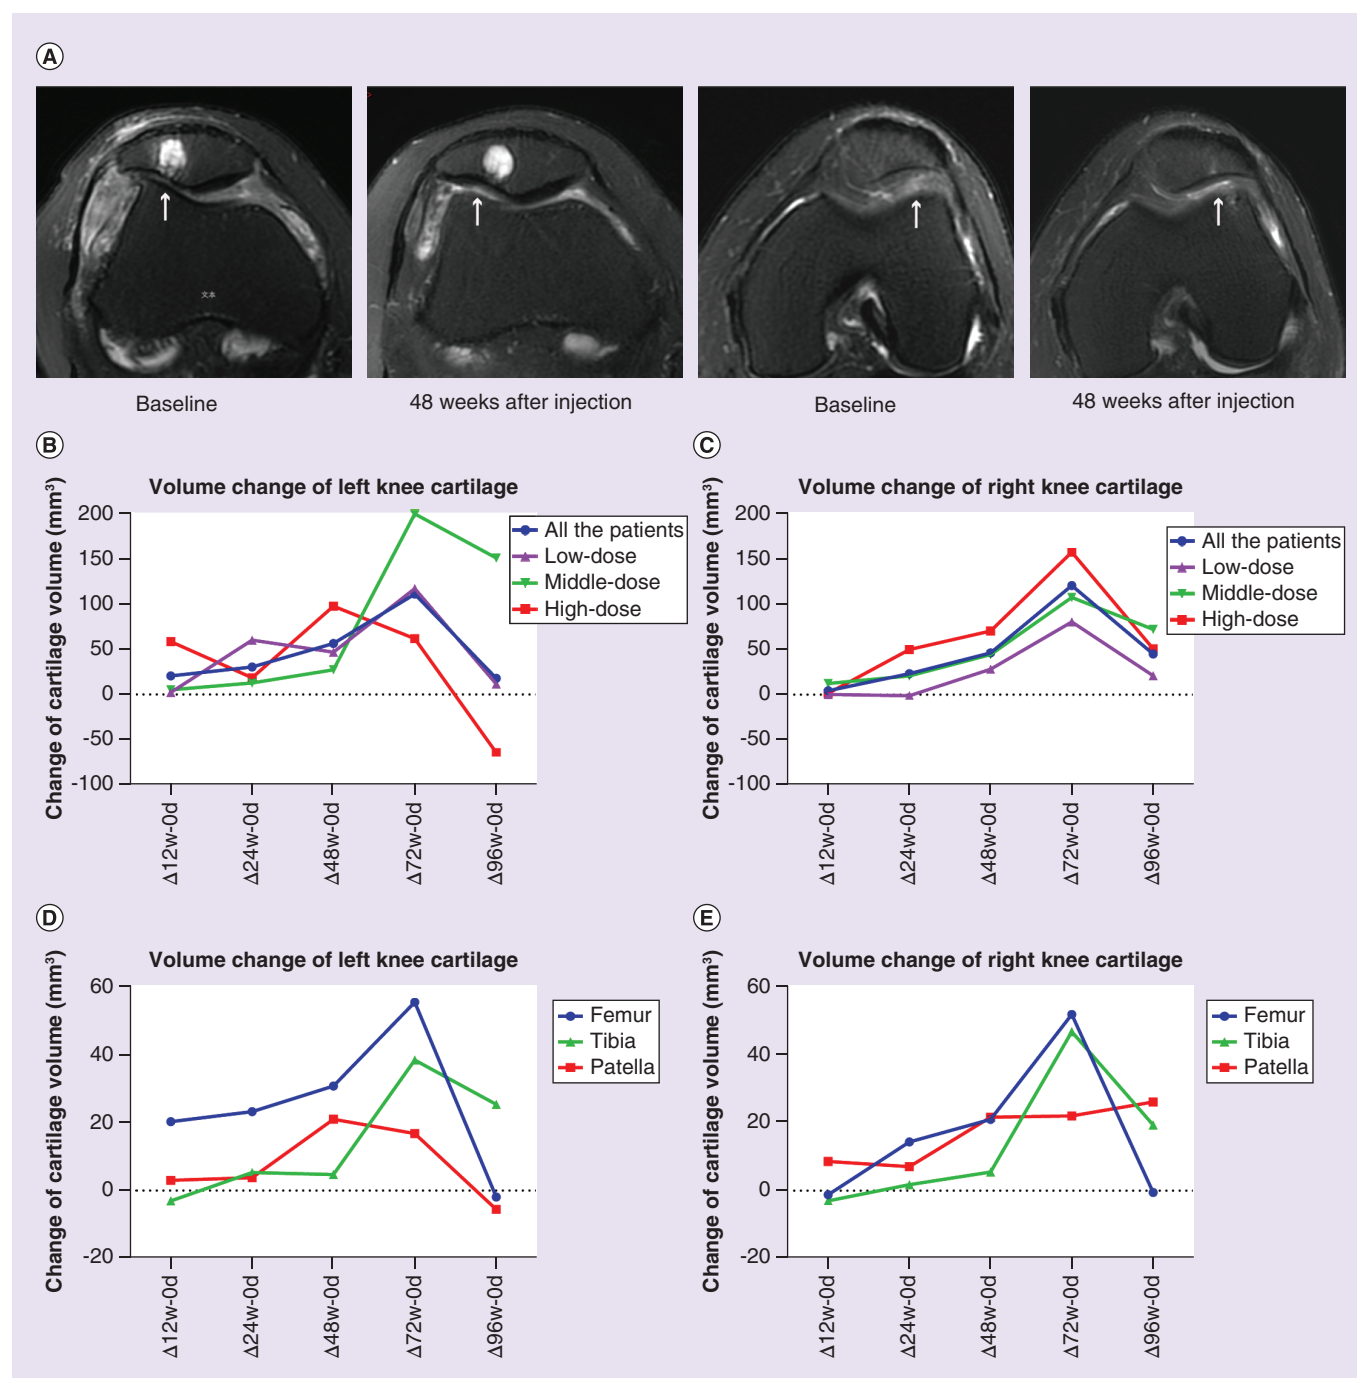 A
文本
Baseline
48 weeks after injection
Baseline
48 weeks after injection
B
Volume change of left knee cartilage
Change of cartilage volume (mm³)
200
150
100
50
0
-50
-100
All the patients
Low-dose
Middle-dose
High-dose
Δ12w-0d
Δ24w-0d
Δ48w-0d
Δ72w-0d
Δ96w-0d
C
Volume change of right knee cartilage
Change of cartilage volume (mm³)
200
150
100
50
0
-50
-100
All the patients
Low-dose
Middle-dose
High-dose
Δ12w-0d
Δ24w-0d
Δ48w-0d
Δ72w-0d
Δ96w-0d
D
Volume change of left knee cartilage
Change of cartilage volume (mm³)
60
40
20
0
-20
Femur
Tibia
Patella
Δ12w-0d
Δ24w-0d
Δ48w-0d
Δ72w-0d
Δ96w-0d
E
Volume change of right knee cartilage
Change of cartilage volume (mm³)
60
40
20
0
-20
Femur
Tibia
Patella
Δ12w-0d
Δ24w-0d
Δ48w-0d
Δ72w-0d
Δ96w-0d